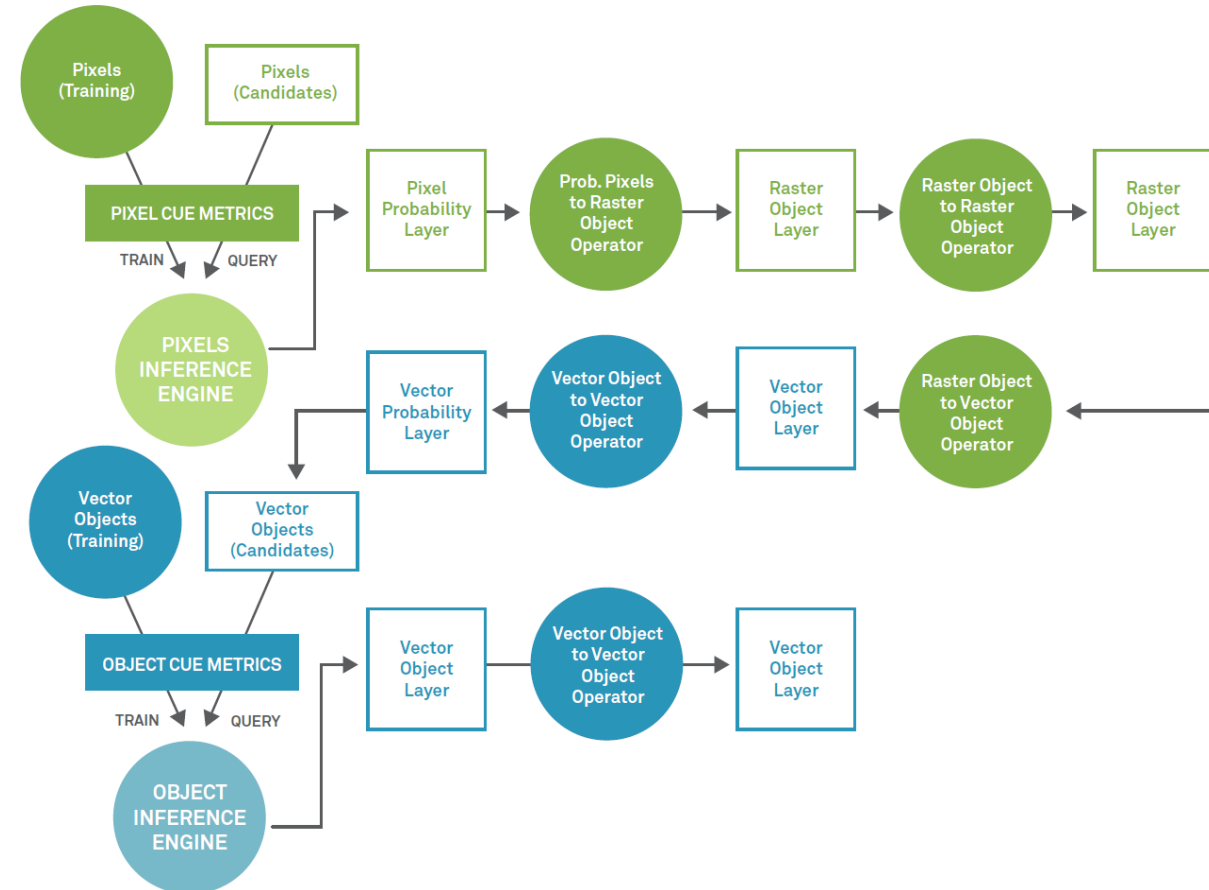 Pixels
(Training)
Pixels
(Candidates)
PIXEL CUE METRICS
TRAIN
QUERY
PIXELS
INFERENCE
ENGINE
Pixel
Probability
Layer
Prob. Pixels
to Raster
Object
Operator
Raster
Object
Layer
Raster Object
to Raster
Object
Operator
Raster
Object
Layer
Raster Object
to Vector
Object
Operator
Vector
Object
Layer
Vector Object
to Vector
Object
Operator
Vector
Probability
Layer
Vector
Objects
(Training)
Vector
Objects
(Candidates)
OBJECT CUE METRICS
TRAIN
QUERY
OBJECT
INFERENCE
ENGINE
Vector
Object
Layer
Vector Object
to Vector
Object
Operator
Vector
Object
Layer